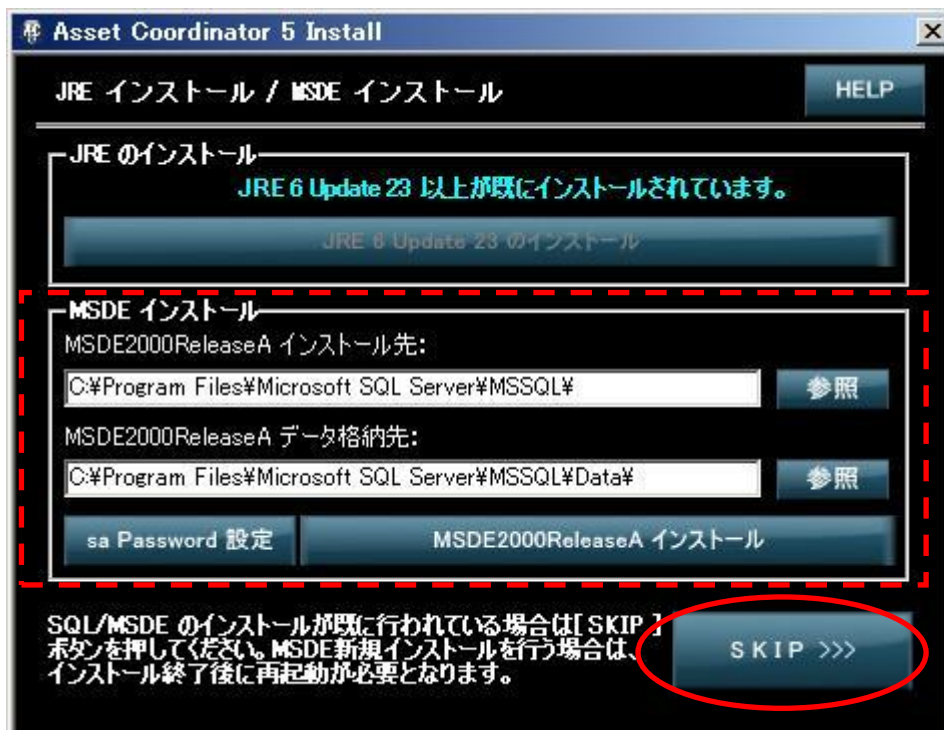 Asset Coordinator 5 Install
JRE インストール / MSDE インストール
HELP
JRE のインストール
JRE 6 Update 23 以上が既にインストールされています。
JRE 6 Update 23 のインストール
MSDE インストール
MSDE2000ReleaseA インストール先:
C:¥Program Files¥Microsoft SQL Server¥MSSQL¥
参照
MSDE2000ReleaseA データ格納先:
C:¥Program Files¥Microsoft SQL Server¥MSSQL¥Data¥
参照
sa Password 設定
MSDE2000ReleaseA インストール
SQL/MSDE のインストールが既に行われている場合は[ SKIP ]
ボタンを押してください。MSDE新規インストールを行う場合は、
インストール終了後に再起動が必要となります。
SKIP >>>